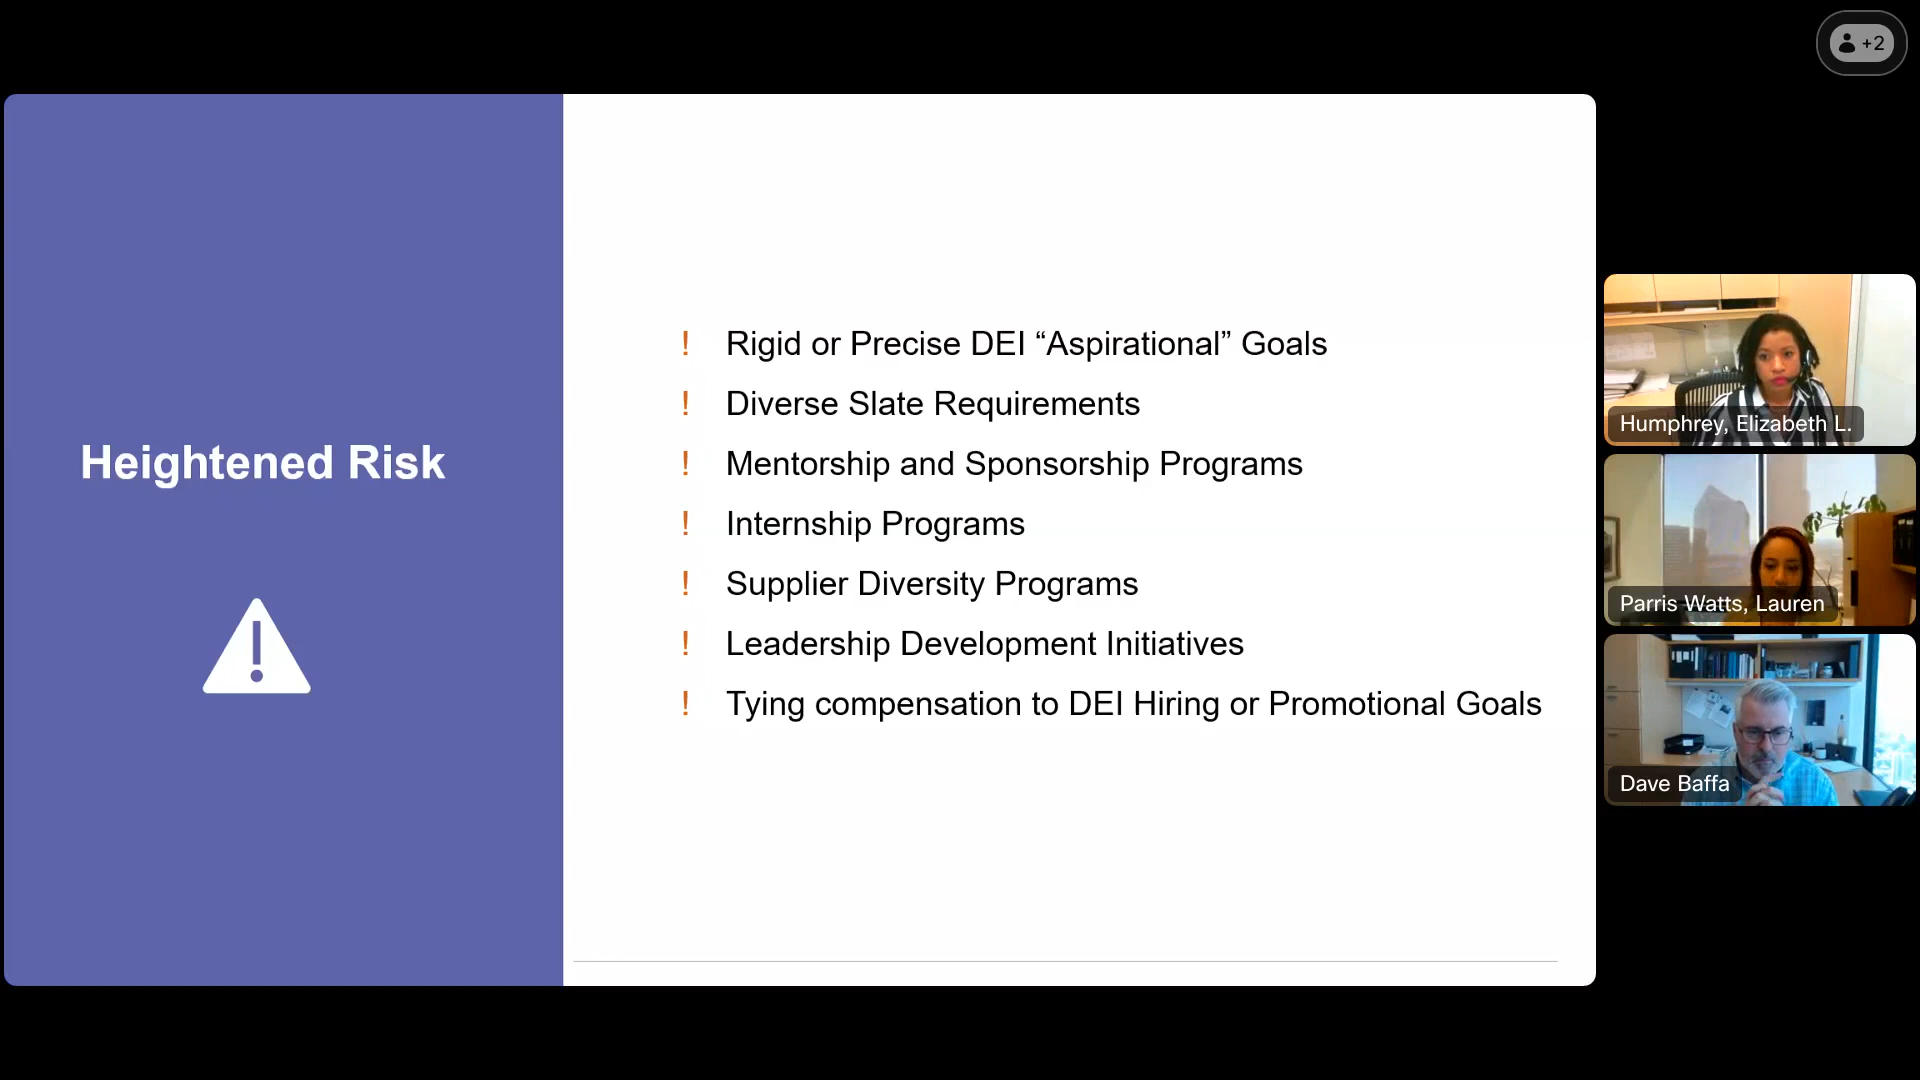 +2
Heightened Risk
! Rigid or Precise DEI “Aspirational” Goals
! Diverse Slate Requirements
! Mentorship and Sponsorship Programs
! Internship Programs
! Supplier Diversity Programs
! Leadership Development Initiatives
! Tying compensation to DEI Hiring or Promotional Goals
Humphrey, Elizabeth L.
Parris Watts, Lauren
Dave Baffa